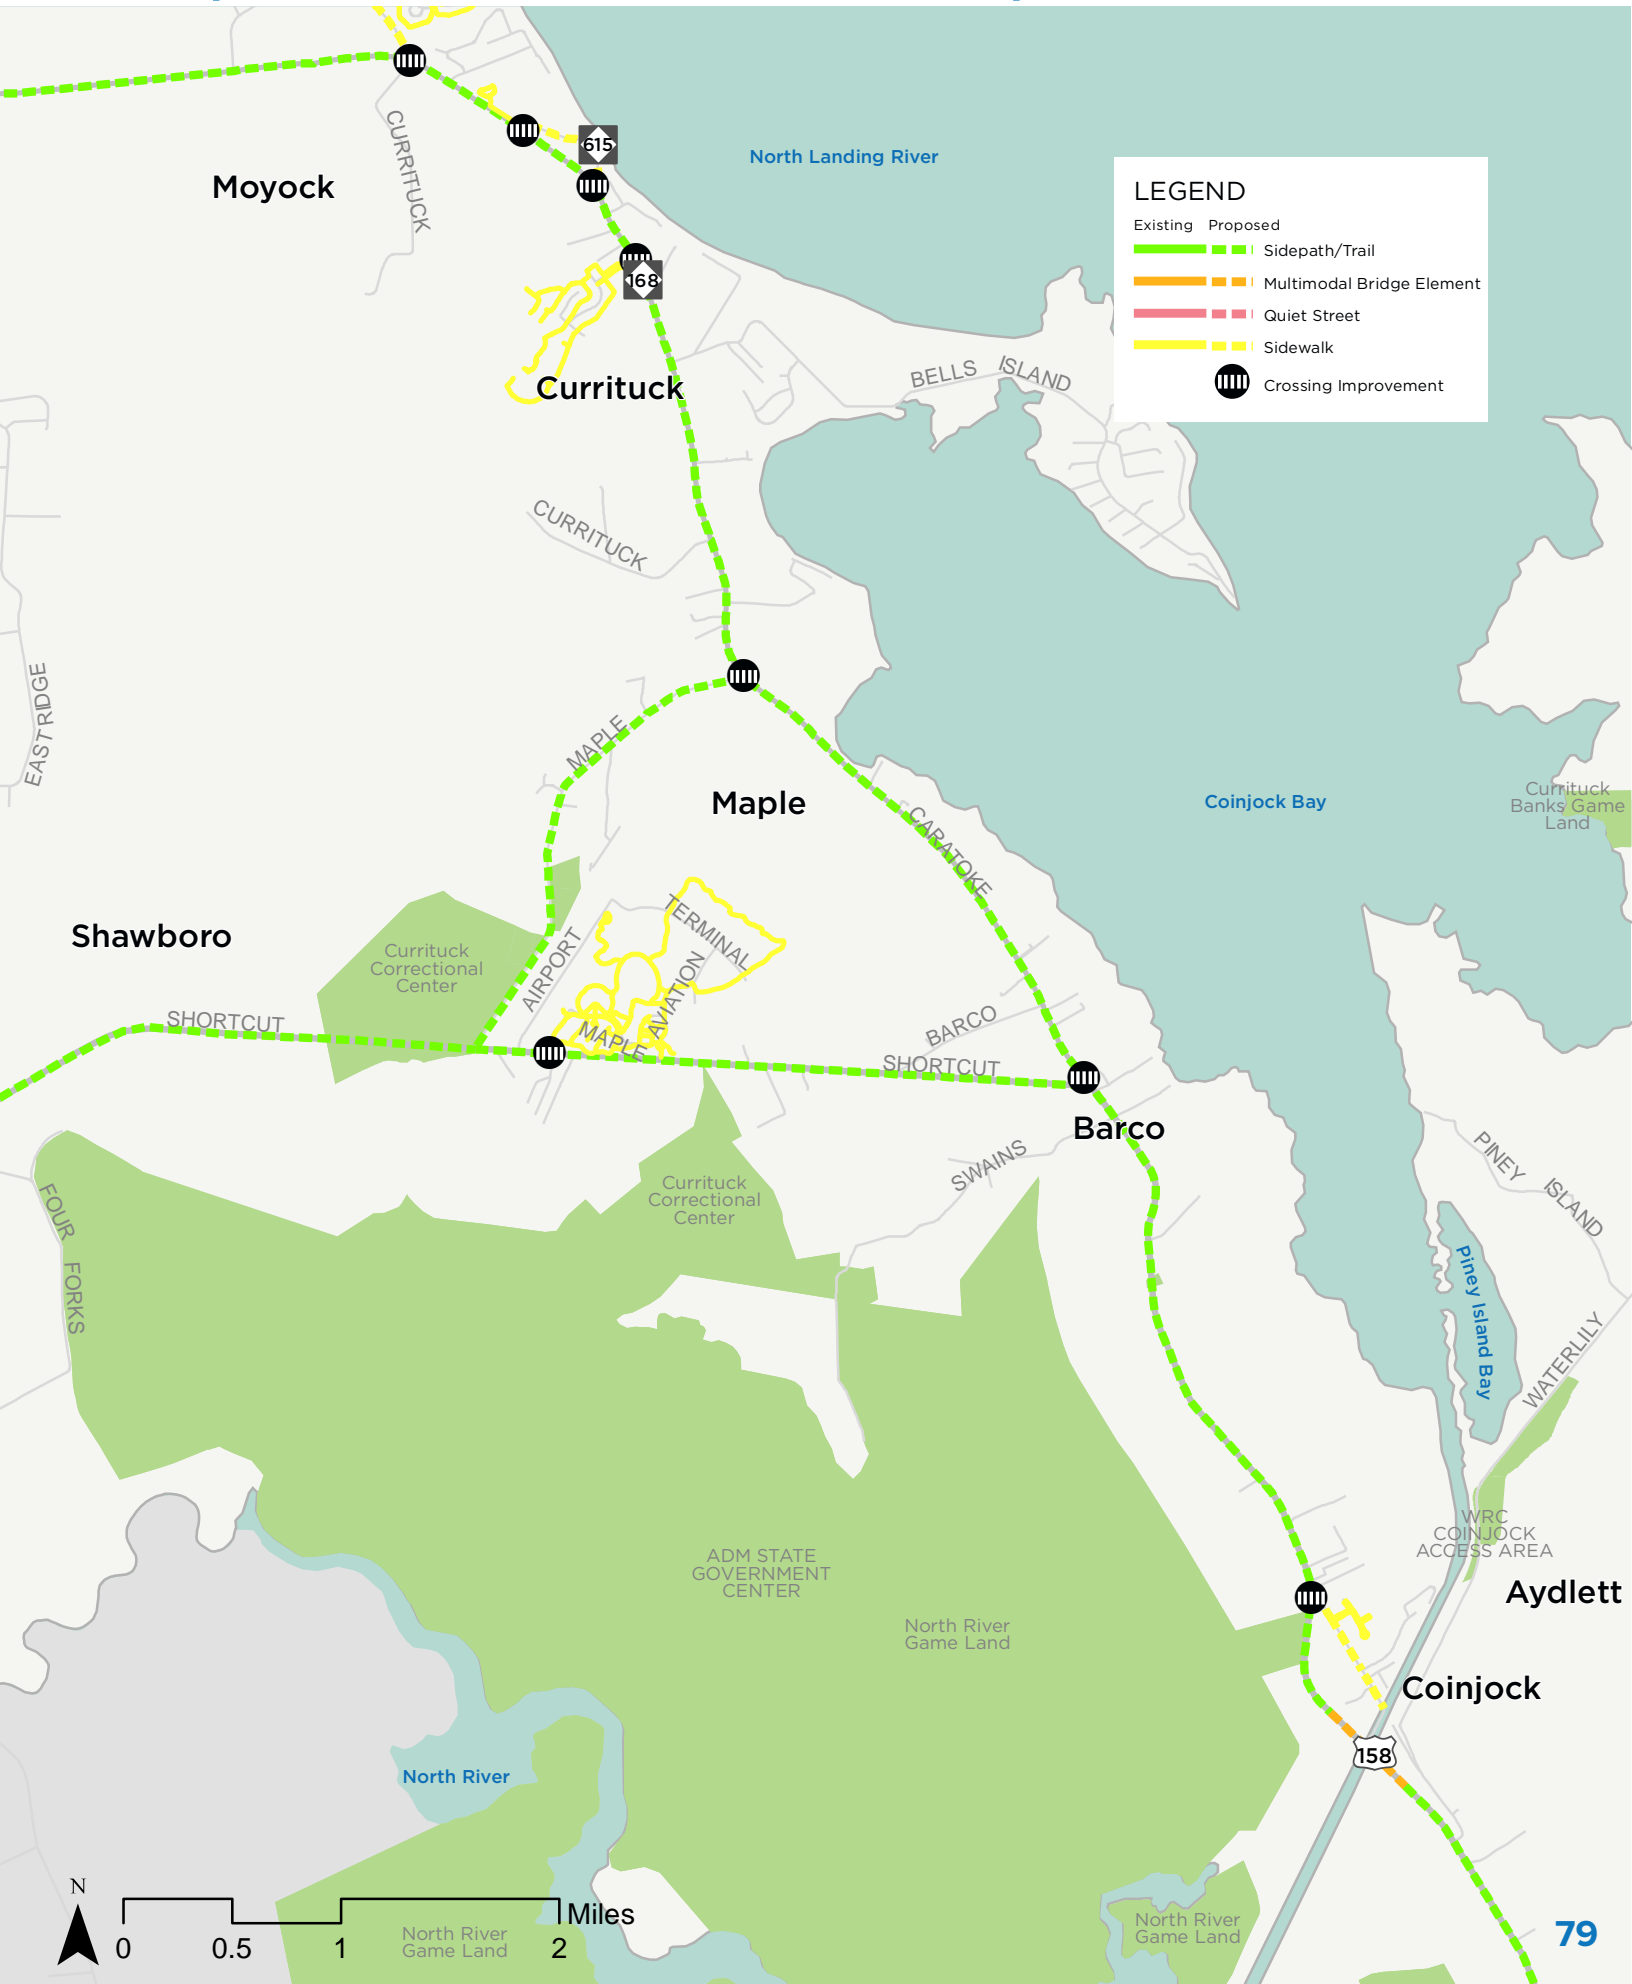 615
North Landing River
LEGEND
Existing Proposed
Sidepath/Trail
Multimodal Bridge Element
Quiet Street
Sidewalk
Crossing Improvement
CURRITUCK
Moyock
168
Currituck
BELLS ISLAND
CURRITUCK
EASTRIDGE
MAPLE
Maple
CARATOKE
Coinjock Bay
Currituck
Banks Game
Land
Shawboro
Currituck
Correctional
Center
AIRPORT
TERMINAL
AVIATION
MAPLE
SHORTCUT
BARCO
SHORTCUT
Barco
SWAINS
PINEY ISLAND
FOUR FORKS
Currituck
Correctional
Center
Piney Island Bay
WATERLILY
WRC
COINJOCK
ACCESS AREA
ADM STATE
GOVERNMENT
CENTER
Aydlett
North River
Game Land
Coinjock
158
North River
N
Miles
0 0.5 1 2
North River
Game Land
North River
Game Land
79